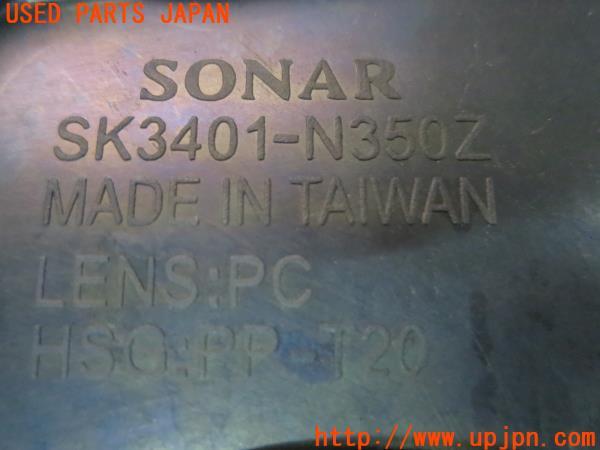 USED PARTS JAPAN
SONAR
SK3401-N350Z
MADE IN TAIWAN
LENS:PC
HSG:PP-T20
http://www.upjpn.com/